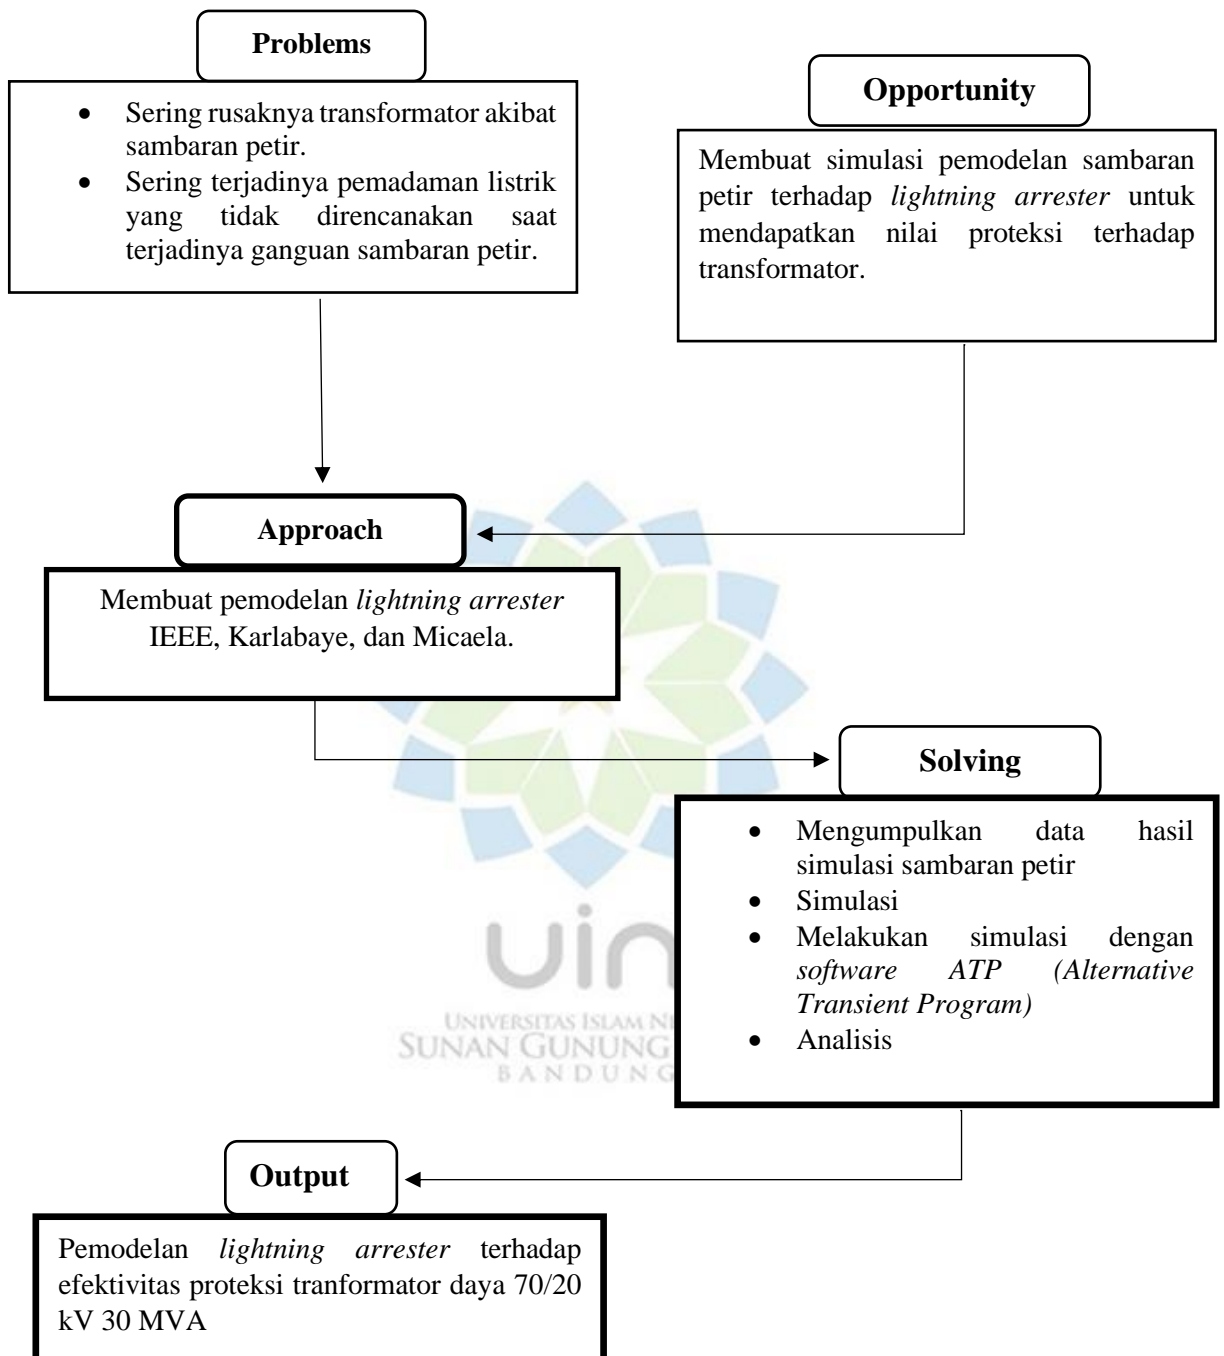 Problems
• Sering rusaknya transformator akibat
sambaran petir.
• Sering terjadinya pemadaman listrik
yang tidak direncanakan saat
terjadinya ganguan sambaran petir.
Opportunity
Membuat simulasi pemodelan sambaran
petir terhadap lightning arrester untuk
mendapatkan nilai proteksi terhadap
transformator.
Approach
Membuat pemodelan lightning arrester
IEEE, Karlabaye, dan Micaela.
Solving
• Mengumpulkan data hasil
simulasi sambaran petir
• Simulasi
• Melakukan simulasi dengan
software ATP (Alternative
Transient Program)
• Analisis
uin
UNIVERSITAS ISLAM
SUNAN GUNUNG
BANDUNG
Output
Pemodelan lightning arrester terhadap
efektivitas proteksi tranformator daya 70/20
kV 30 MVA